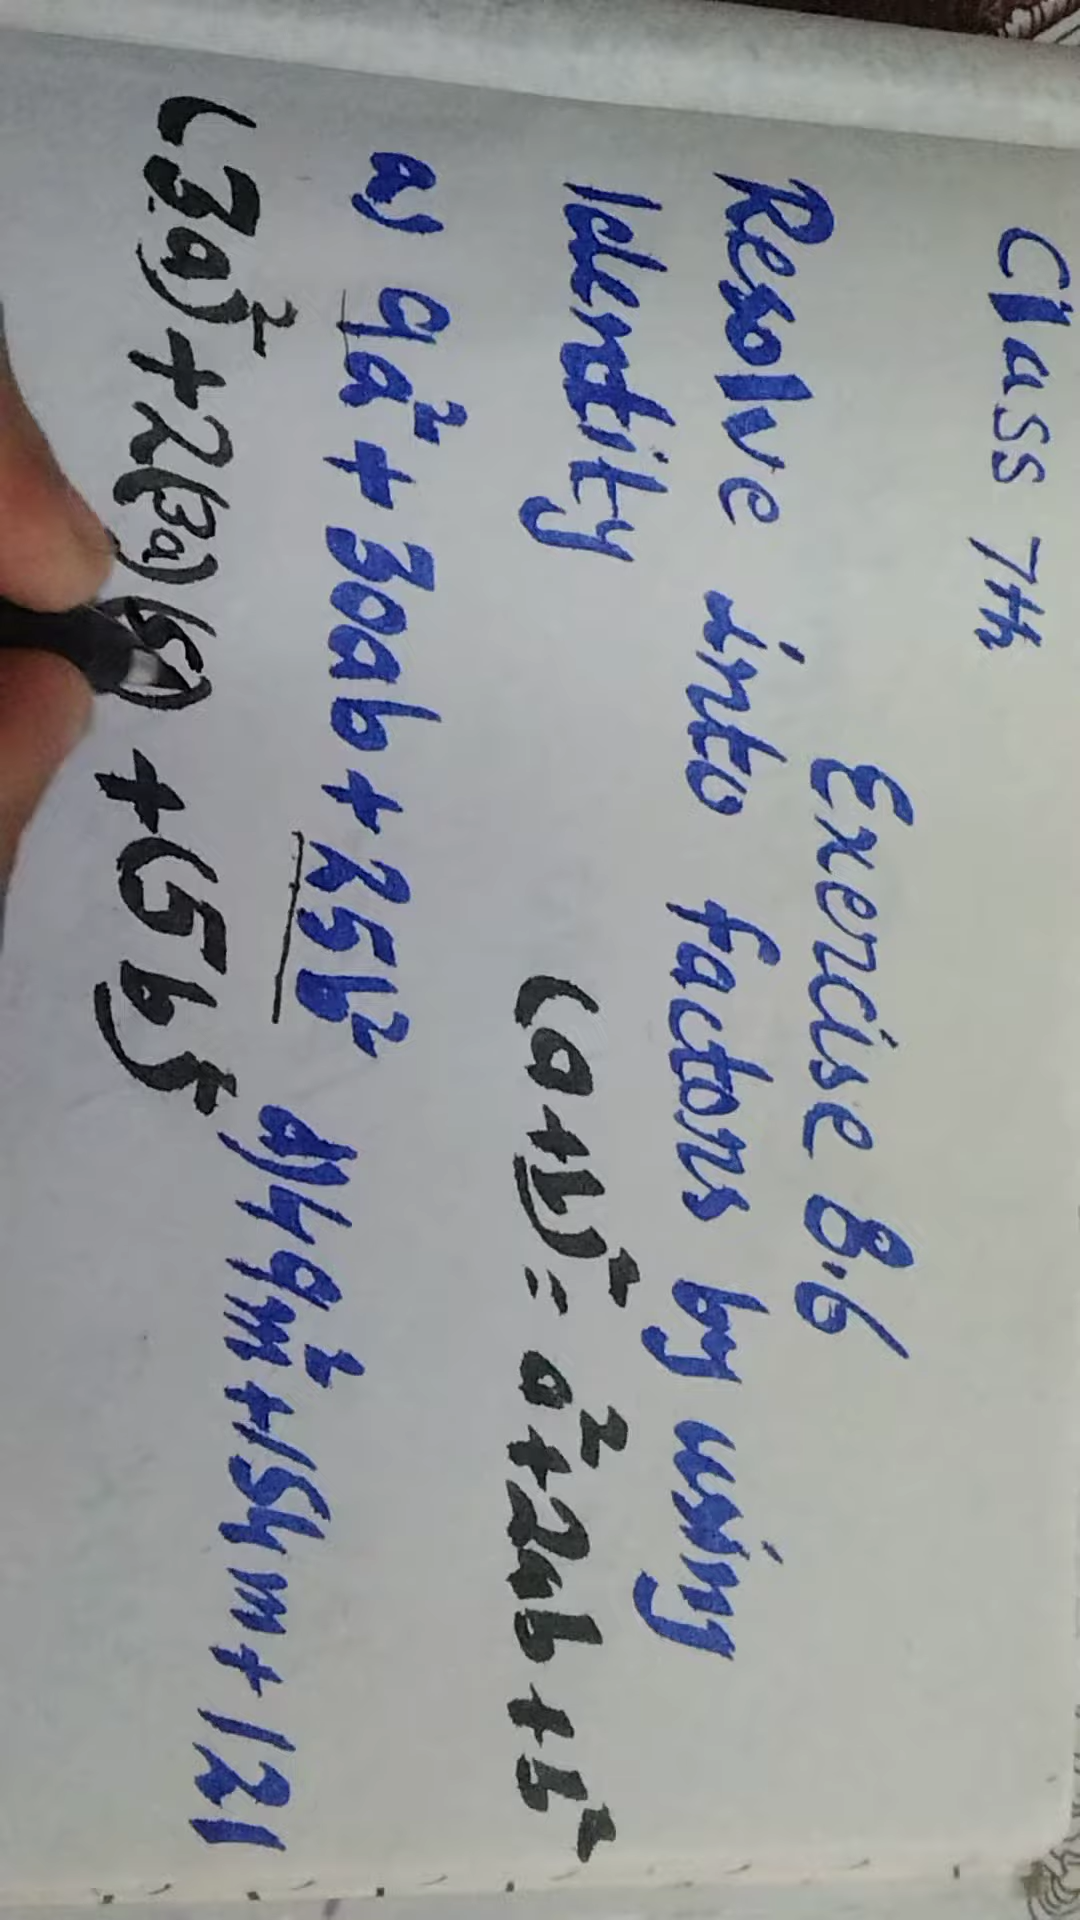 Class 7th
Exercise 8.6
Resolve into factors by using
Identity
(a+b)² = a²+2ab+b²
a) 9a²+30ab+25b²
d) 49m²+154m+121
(3a)²+2(3a)(5)+(5b)²